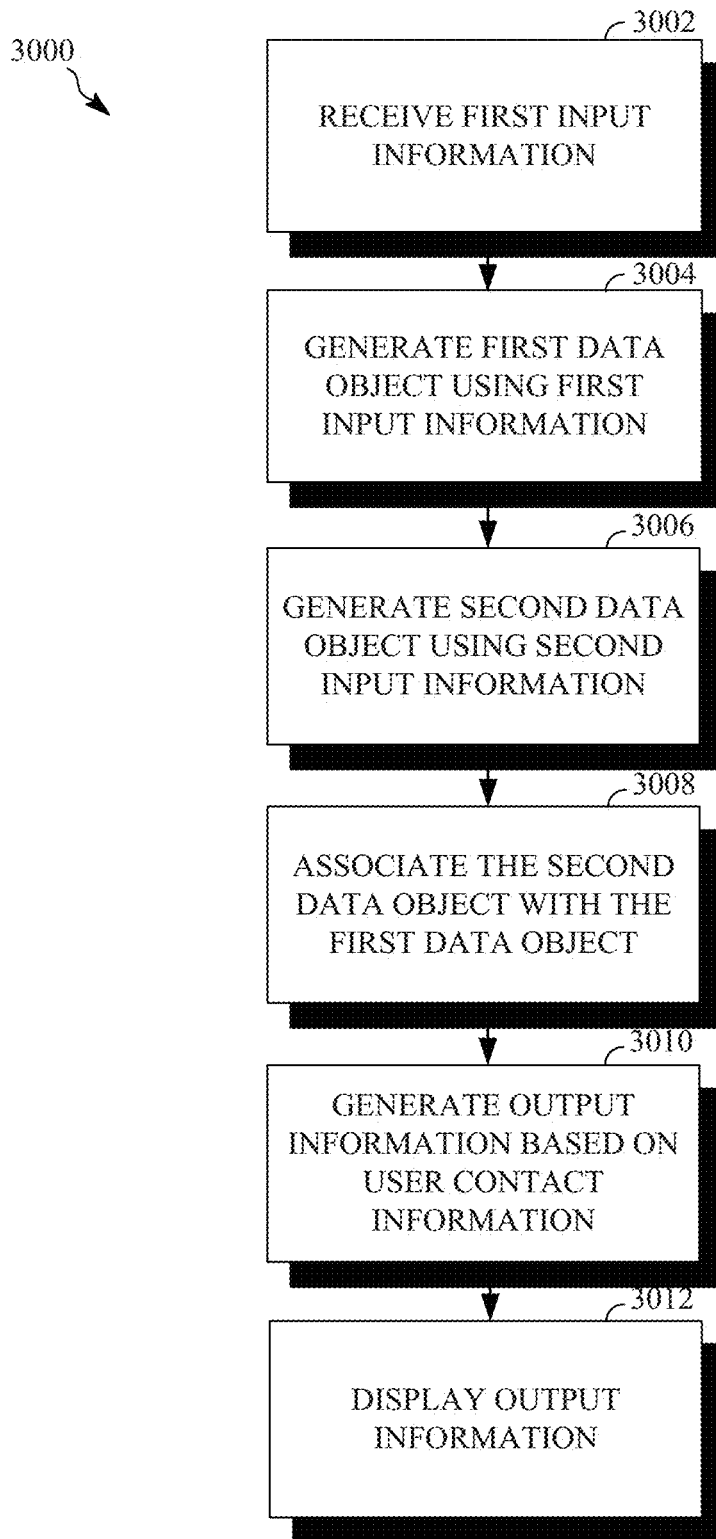 3000
3002
RECEIVE FIRST INPUT
INFORMATION
3004
GENERATE FIRST DATA
OBJECT USING FIRST
INPUT INFORMATION
3006
GENERATE SECOND DATA
OBJECT USING SECOND
INPUT INFORMATION
3008
ASSOCIATE THE SECOND
DATA OBJECT WITH THE
FIRST DATA OBJECT
3010
GENERATE OUTPUT
INFORMATION BASED ON
USER CONTACT
INFORMATION
3012
DISPLAY OUTPUT
INFORMATION